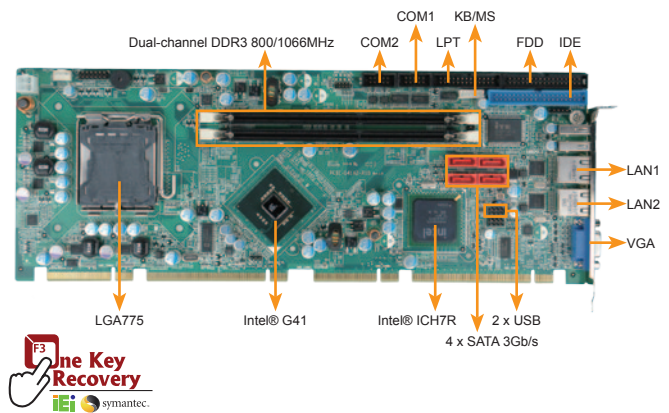 COM1
KB/MS
Dual-channel DDR3 800/1066MHz
COM2
LPT
FDD
IDE
LAN1
LAN2
VGA
LGA775
Intel® G41
Intel® ICH7R
2 x USB
4 x SATA 3Gb/s
F3
One Key
Recovery
iEi
symantec.